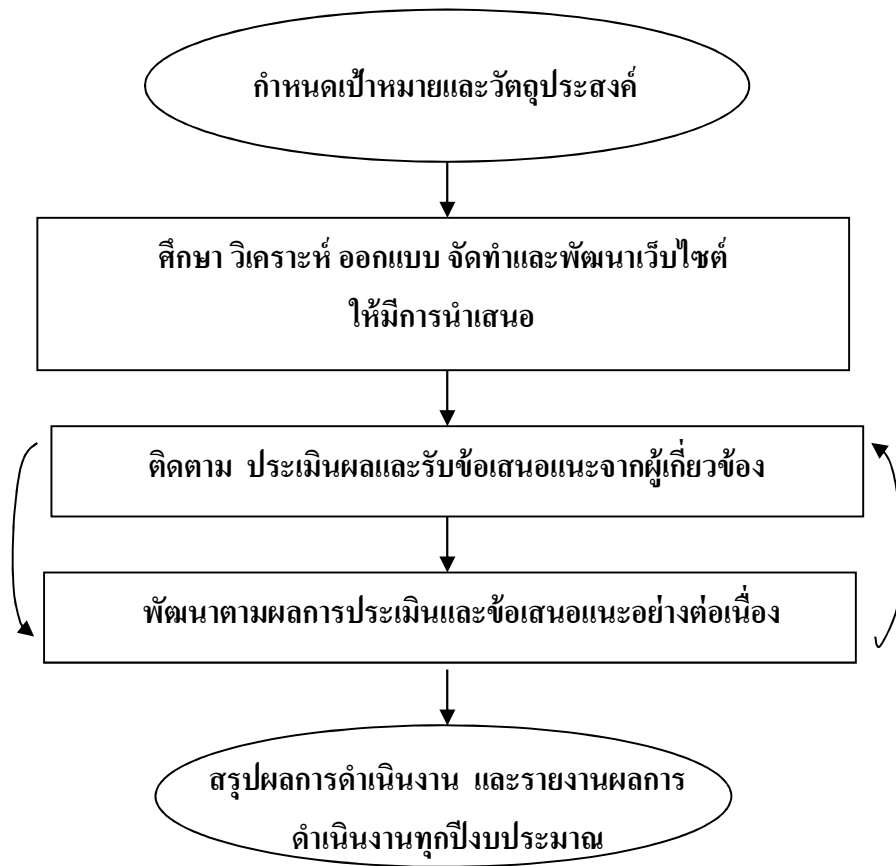 กำหนดเป้าหมายและวัตถุประสงค์
ศึกษา วิเคราะห์ ออกแบบ จัดทำและพัฒนาเว็บไซต์
ให้มีการนำเสนอ
ติดตาม ประเมินผลและรับข้อเสนอแนะจากผู้เกี่ยวข้อง
พัฒนาตามผลการประเมินและข้อเสนอแนะอย่างต่อเนื่อง
สรุปผลการดำเนินงาน และรายงานผลการ
ดำเนินงานทุกปีงบประมาณ